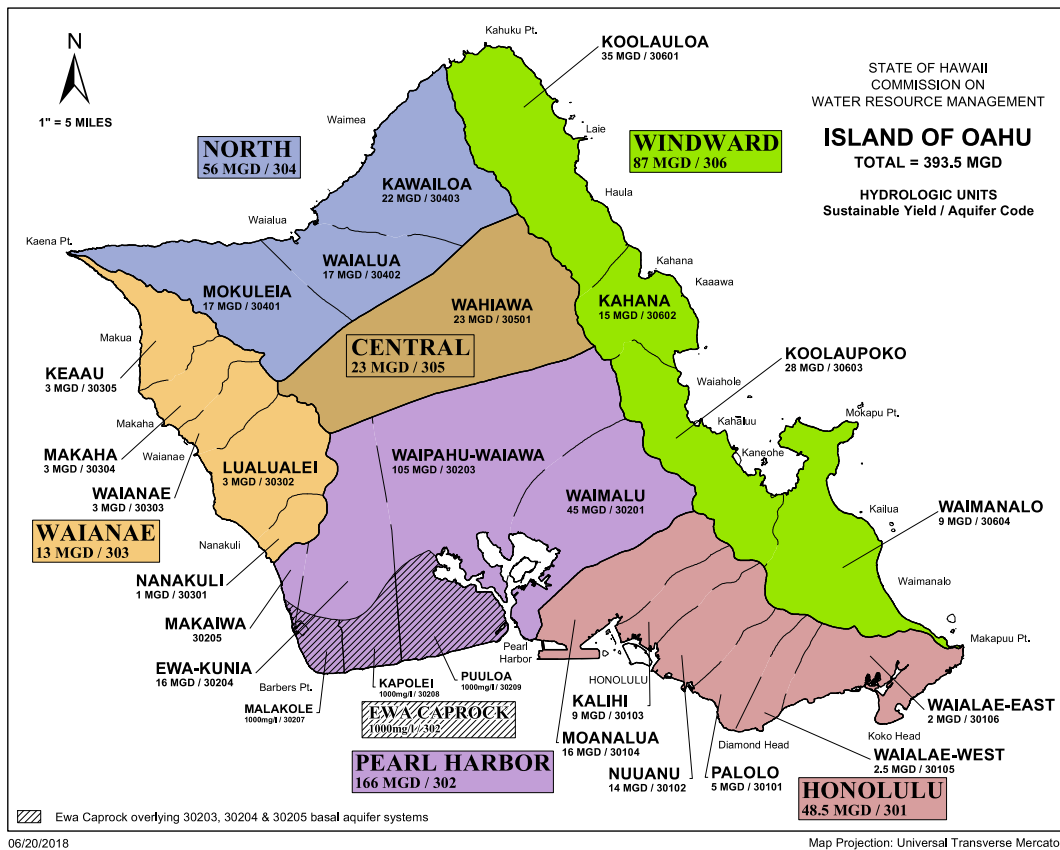 Kahuku Pt.
KOOLAULOA
35 MGD / 30601
N
1" = 5 MILES
STATE OF HAWAII
COMMISSION ON
WATER RESOURCE MANAGEMENT
ISLAND OF OAHU
TOTAL = 393.5 MGD
HYDROLOGIC UNITS
Sustainable Yield / Aquifer Code
Waimea
Laie
NORTH
56 MGD / 304
WINDWARD
87 MGD / 306
KAWAILOA
22 MGD / 30403
Haula
Waialua
Kaena Pt.
WAIALUA
17 MGD / 30402
Kahana
Kaaawa
MOKULEIA
17 MGD / 30401
WAHIAWA
23 MGD / 30501
KAHANA
15 MGD / 30602
Makua
CENTRAL
23 MGD / 305
KEAAU
3 MGD / 30305
KOOLAUPOKO
28 MGD / 30603
Waiahole
Makaha
Mokapu Pt.
Kahaluu
Waianae
MAKAHA
3 MGD / 30304
Kaneohe
WAIPAHU-WAIAWA
105 MGD / 30203
LUALUALEI
3 MGD / 30302
WAIANAE
3 MGD / 30303
WAIMALU
45 MGD / 30201
Kailua
WAIMANALO
9 MGD / 30604
WAIANAE
13 MGD / 303
Nanakuli
NANAKULI
1 MGD / 30301
Waimanalo
MAKAIWA
30205
Makapuu Pt.
Pearl
Harbor
EWA-KUNIA
16 MGD / 30204
Barbers Pt.
KAPOLEI
1000mg/l / 30208
PUULOA
1000mg/l / 30209
HONOLULU
MALAKOLE
1000mg/l / 30207
KALIHI
9 MGD / 30103
WAIALAE-EAST
2 MGD / 30106
EWA CAPROCK
1000mg/l / 302
MOANALUA
16 MGD / 30104
Diamond Head
Koko Head
WAIALAE-WEST
2.5 MGD / 30105
PEARL HARBOR
166 MGD / 302
NUUANU
14 MGD / 30102
PALOLO
5 MGD / 30101
HONOLULU
48.5 MGD / 301
Ewa Caprock overlying 30203, 30204 & 30205 basal aquifer systems
06/20/2018
Map Projection: Universal Transverse Mercato